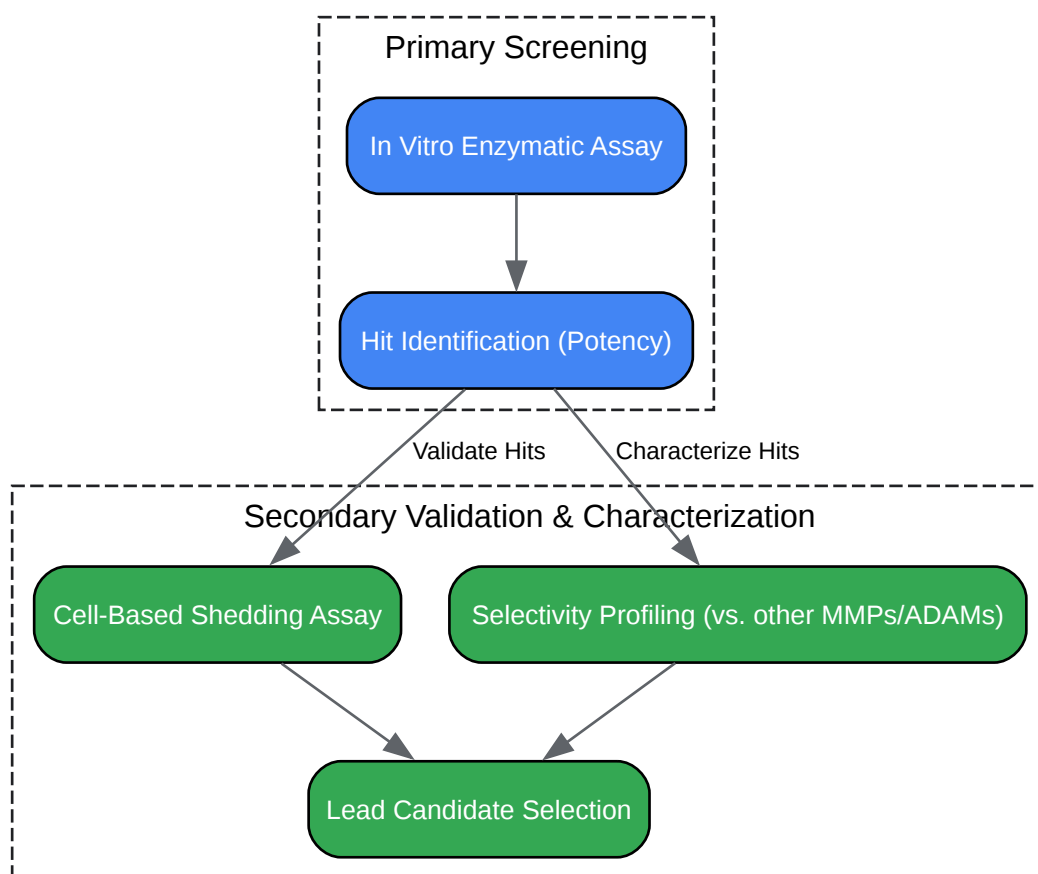 Primary Screening
In Vitro Enzymatic Assay
Hit Identification (Potency)
Validate Hits
Characterize Hits
Secondary Validation & Characterization
Cell-Based Shedding Assay
Selectivity Profiling (vs. other MMPs/ADAMs)
Lead Candidate Selection